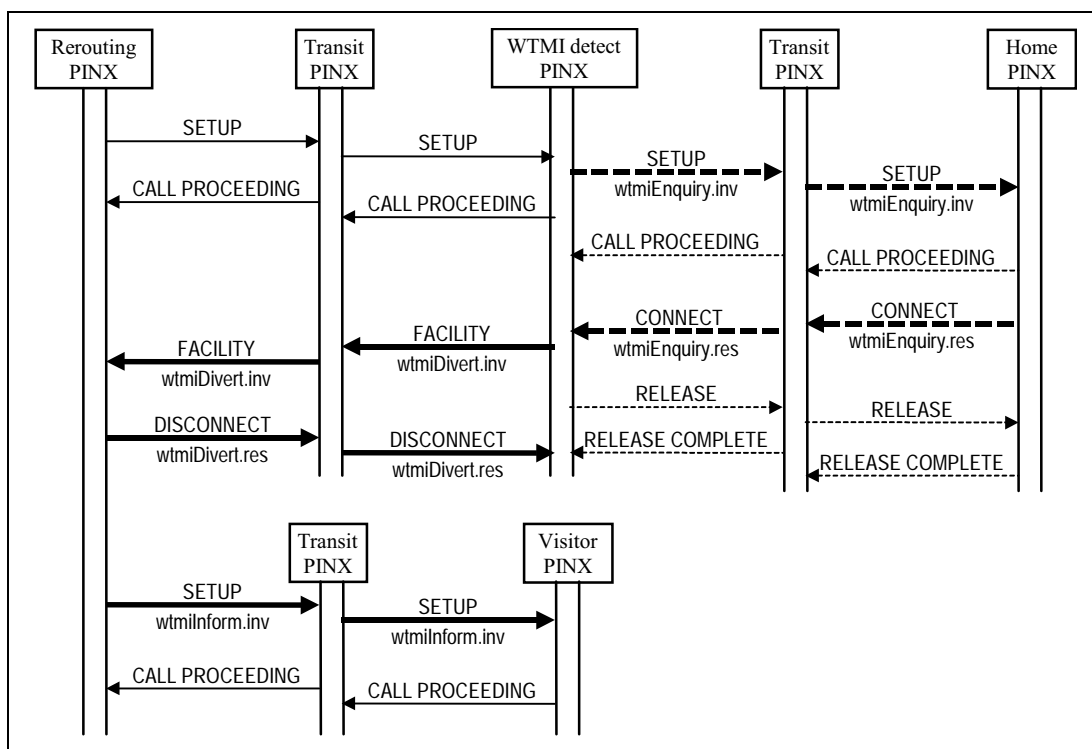 Rerouting
PINX
Transit
PINX
WTMI detect
PINX
Transit
PINX
Home
PINX
SETUP
SETUP
SETUP
wtmiEnquiry.inv
SETUP
wtmiEnquiry.inv
CALL PROCEEDING
CALL PROCEEDING
CALL PROCEEDING
CALL PROCEEDING
CONNECT
wtmiEnquiry.res
CONNECT
wtmiEnquiry.res
FACILITY
wtmiDivert.inv
FACILITY
wtmiDivert.inv
RELEASE
RELEASE
DISCONNECT
wtmiDivert.res
DISCONNECT
wtmiDivert.res
RELEASE COMPLETE
RELEASE COMPLETE
Transit
PINX
Visitor
PINX
SETUP
wtmiInform.inv
SETUP
wtmiInform.inv
CALL PROCEEDING
CALL PROCEEDING